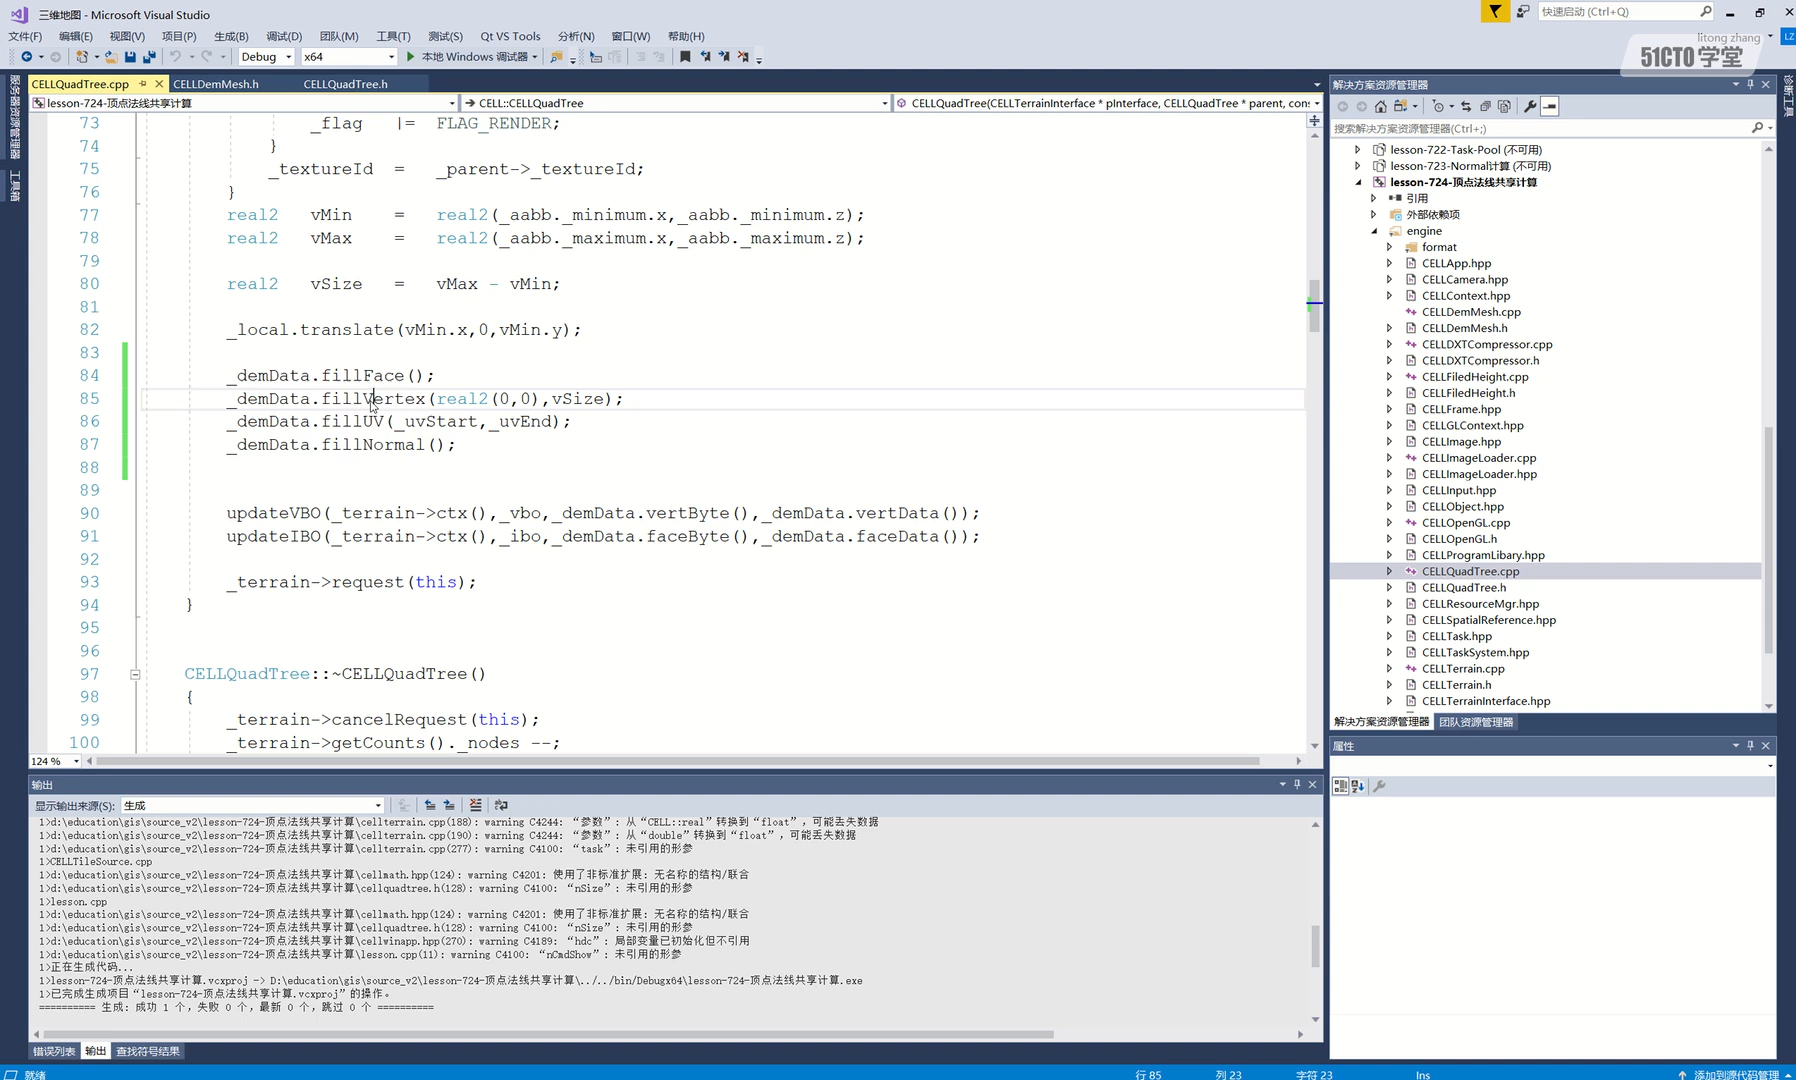 三维地图 - Microsoft Visual Studio
快速启动 (Ctrl+Q)
文件(F) 编辑(E) 视图(V) 项目(P) 生成(B) 调试(D) 团队(M) 工具(T) 测试(S) Qt VS Tools 分析(N) 窗口(W) 帮助(H)
litong zhang
LZ
51CTO学堂
Debug x64 本地 Windows 调试器
服务器资源管理器
工具箱
诊断工具
CELLQuadTree.cpp CELLDemMesh.h CELLQuadTree.h
lesson-724-顶点法线共享计算 CELL::CELLQuadTree CELLQuadTree(CELLTerrainInterface * pInterface, CELLQuadTree * parent, cons
73 _flag |= FLAG_RENDER;
74 }
75 _textureId = _parent->_textureId;
76 }
77 real2 vMin = real2(_aabb._minimum.x,_aabb._minimum.z);
78 real2 vMax = real2(_aabb._maximum.x,_aabb._maximum.z);
79
80 real2 vSize = vMax - vMin;
81
82 _local.translate(vMin.x,0,vMin.y);
83
84 _demData.fillFace();
85 _demData.fillVertex(real2(0,0),vSize);
86 _demData.fillUV(_uvStart,_uvEnd);
87 _demData.fillNormal();
88
89
90 updateVBO(_terrain->ctx(),_vbo,_demData.vertByte(),_demData.vertData());
91 updateIBO(_terrain->ctx(),_ibo,_demData.faceByte(),_demData.faceData());
92
93 _terrain->request(this);
94 }
95
96
97 CELLQuadTree::~CELLQuadTree()
98 {
99 _terrain->cancelRequest(this);
100 _terrain->getCounts()._nodes --;
124 %
输出
显示输出来源(S): 生成
1>d:\education\gis\source_v2\lesson-724-顶点法线共享计算\cellterrain.cpp(188): warning C4244: “参数”: 从“CELL::real”转换到“float”，可能丢失数据
1>d:\education\gis\source_v2\lesson-724-顶点法线共享计算\cellterrain.cpp(190): warning C4244: “参数”: 从“double”转换到“float”，可能丢失数据
1>d:\education\gis\source_v2\lesson-724-顶点法线共享计算\cellterrain.cpp(277): warning C4100: “task”: 未引用的形参
1>CELLTileSource.cpp
1>d:\education\gis\source_v2\lesson-724-顶点法线共享计算\cellmath.hpp(124): warning C4201: 使用了非标准扩展: 无名称的结构/联合
1>d:\education\gis\source_v2\lesson-724-顶点法线共享计算\cellquadtree.h(128): warning C4100: “nSize”: 未引用的形参
1>lesson.cpp
1>d:\education\gis\source_v2\lesson-724-顶点法线共享计算\cellmath.hpp(124): warning C4201: 使用了非标准扩展: 无名称的结构/联合
1>d:\education\gis\source_v2\lesson-724-顶点法线共享计算\cellquadtree.h(128): warning C4100: “nSize”: 未引用的形参
1>d:\education\gis\source_v2\lesson-724-顶点法线共享计算\cellwinapp.hpp(270): warning C4189: “hdc”: 局部变量已初始化但不引用
1>d:\education\gis\source_v2\lesson-724-顶点法线共享计算\lesson.cpp(11): warning C4100: “nCmdShow”: 未引用的形参
1>正在生成代码...
1>lesson-724-顶点法线共享计算.vcxproj -> D:\education\gis\source_v2\lesson-724-顶点法线共享计算\../../bin/Debugx64\lesson-724-顶点法线共享计算.exe
1>已完成生成项目“lesson-724-顶点法线共享计算.vcxproj”的操作。
========== 生成: 成功 1 个，失败 0 个，最新 0 个，跳过 0 个 ==========
错误列表 输出 查找符号结果
解决方案资源管理器
搜索解决方案资源管理器(Ctrl+;)
lesson-722-Task-Pool (不可用)
lesson-723-Normal计算 (不可用)
lesson-724-顶点法线共享计算
引用
外部依赖项
engine
format
CELLApp.hpp
CELLCamera.hpp
CELLContext.hpp
CELLDemMesh.cpp
CELLDemMesh.h
CELLDXTCompressor.cpp
CELLDXTCompressor.h
CELLFiledHeight.cpp
CELLFiledHeight.h
CELLFrame.hpp
CELLGLContext.hpp
CELLImage.hpp
CELLImageLoader.cpp
CELLImageLoader.hpp
CELLInput.hpp
CELLObject.hpp
CELLOpenGL.cpp
CELLOpenGL.h
CELLProgramLibary.hpp
CELLQuadTree.cpp
CELLQuadTree.h
CELLResourceMgr.hpp
CELLSpatialReference.hpp
CELLTask.hpp
CELLTaskSystem.hpp
CELLTerrain.cpp
CELLTerrain.h
CELLTerrainInterface.hpp
解决方案资源管理器 团队资源管理器
属性
就绪 行 85 列 23 字符 23 Ins 添加到源代码管理